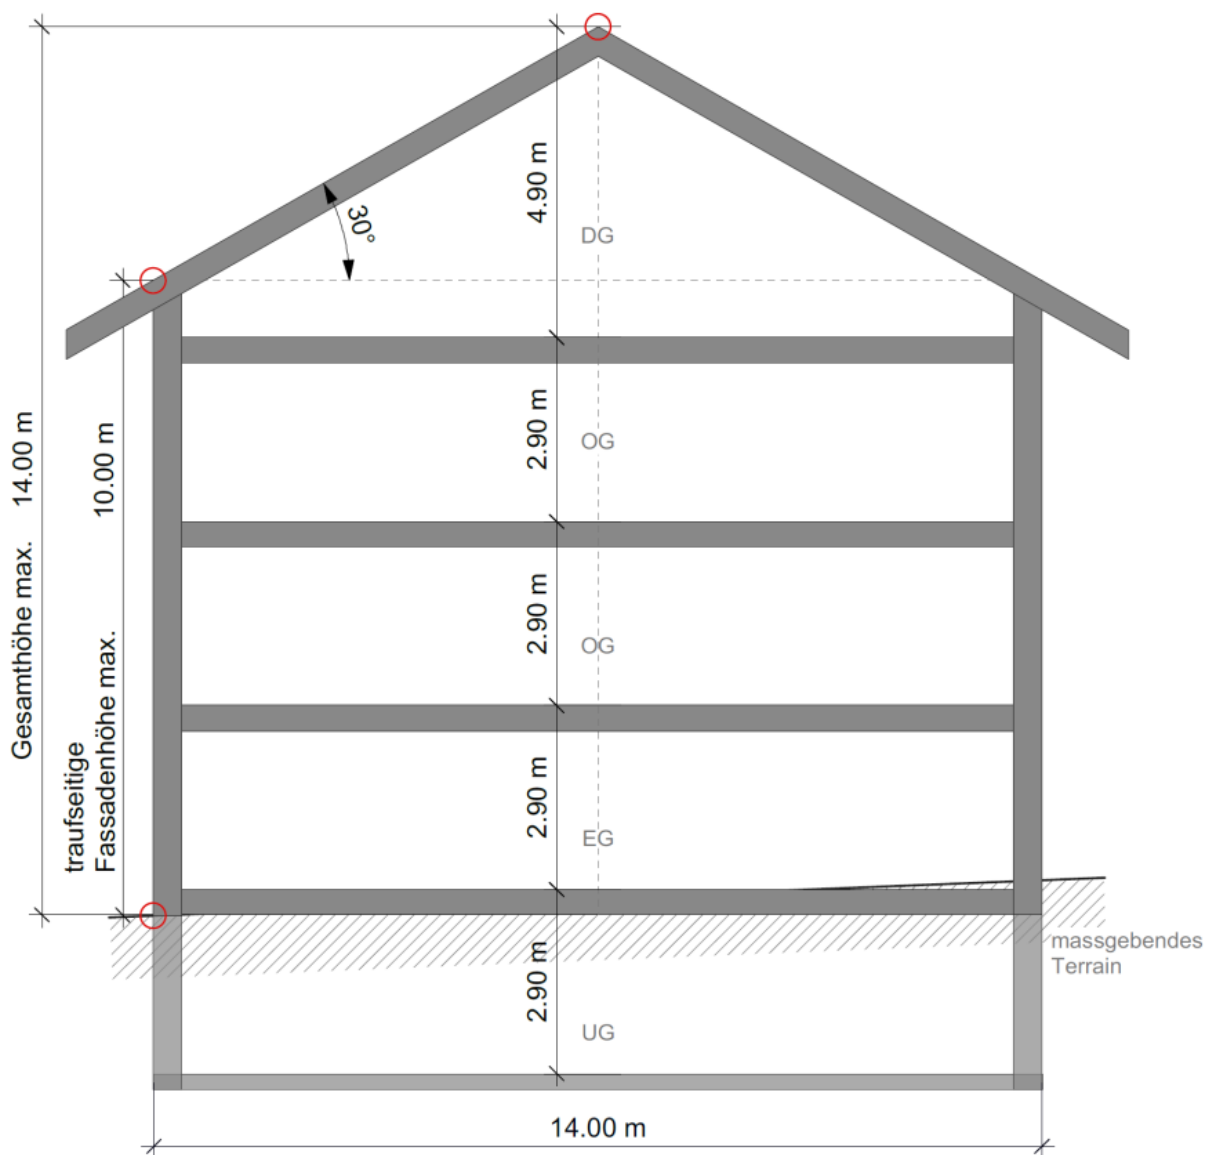 4.90 m
30°
DG
Gesamthöhe max. 14.00 m
traufseitige
Fassadenhöhe max. 10.00 m
2.90 m
OG
2.90 m
OG
2.90 m
EG
massgebendes
Terrain
2.90 m
UG
14.00 m